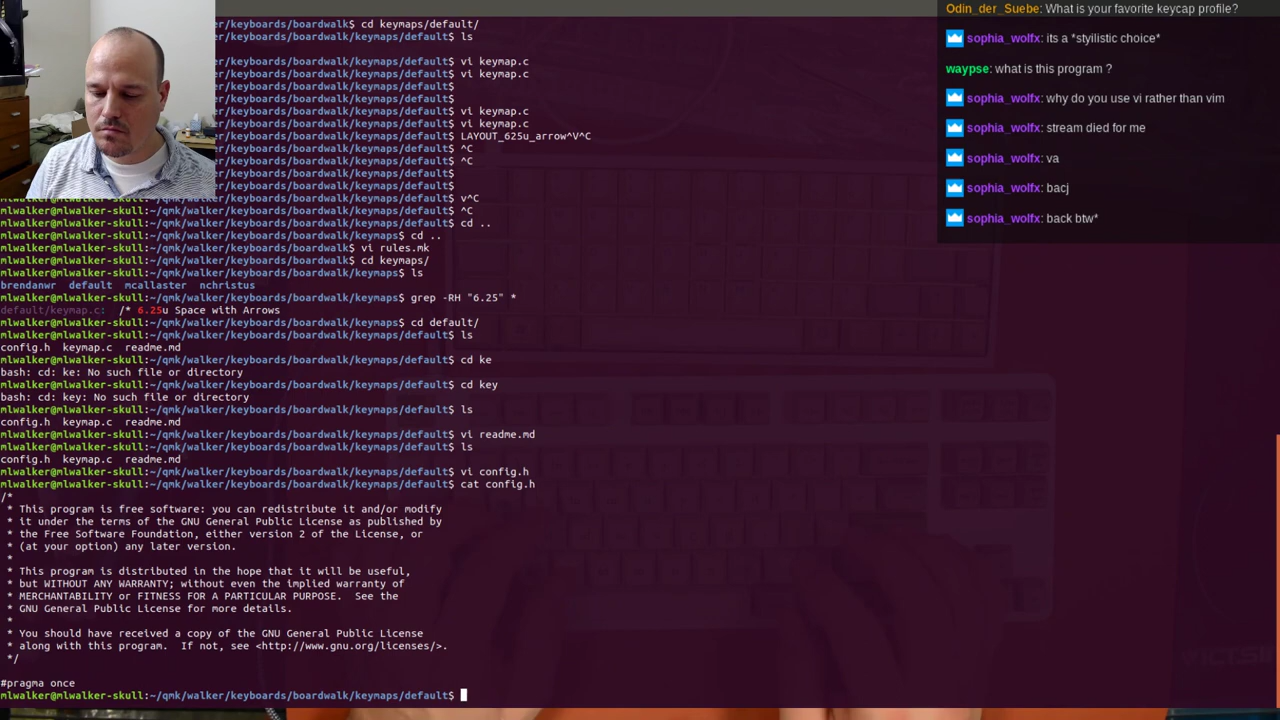 /keyboards/boardwalk$ cd keymaps/default/
/keyboards/boardwalk/keymaps/default$ ls
/keyboards/boardwalk/keymaps/default$ vi keymap.c
/keyboards/boardwalk/keymaps/default$ vi keymap.c
/keyboards/boardwalk/keymaps/default$
/keyboards/boardwalk/keymaps/default$
/keyboards/boardwalk/keymaps/default$ vi keymap.c
/keyboards/boardwalk/keymaps/default$ vi keymap.c
/keyboards/boardwalk/keymaps/default$ LAYOUT_625u_arrow^V^C
/keyboards/boardwalk/keymaps/default$ ^C
/keyboards/boardwalk/keymaps/default$ ^C
/keyboards/boardwalk/keymaps/default$
/keyboards/boardwalk/keymaps/default$
mlwalker@mlwalker-skull:~/qmk/walker/keyboards/boardwalk/keymaps/default$ v^C
mlwalker@mlwalker-skull:~/qmk/walker/keyboards/boardwalk/keymaps/default$ ^C
mlwalker@mlwalker-skull:~/qmk/walker/keyboards/boardwalk/keymaps/default$ cd ..
mlwalker@mlwalker-skull:~/qmk/walker/keyboards/boardwalk/keymaps$ cd ..
mlwalker@mlwalker-skull:~/qmk/walker/keyboards/boardwalk$ vi rules.mk
mlwalker@mlwalker-skull:~/qmk/walker/keyboards/boardwalk$ cd keymaps/
mlwalker@mlwalker-skull:~/qmk/walker/keyboards/boardwalk/keymaps$ ls
brendanwr default mcallaster nchristus
mlwalker@mlwalker-skull:~/qmk/walker/keyboards/boardwalk/keymaps$ grep -RH "6.25" *
default/keymap.c: /* 6.25u Space with Arrows
mlwalker@mlwalker-skull:~/qmk/walker/keyboards/boardwalk/keymaps$ cd default/
mlwalker@mlwalker-skull:~/qmk/walker/keyboards/boardwalk/keymaps/default$ ls
config.h keymap.c readme.md
mlwalker@mlwalker-skull:~/qmk/walker/keyboards/boardwalk/keymaps/default$ cd ke
bash: cd: ke: No such file or directory
mlwalker@mlwalker-skull:~/qmk/walker/keyboards/boardwalk/keymaps/default$ cd key
bash: cd: key: No such file or directory
mlwalker@mlwalker-skull:~/qmk/walker/keyboards/boardwalk/keymaps/default$ ls
config.h keymap.c readme.md
mlwalker@mlwalker-skull:~/qmk/walker/keyboards/boardwalk/keymaps/default$ vi readme.md
mlwalker@mlwalker-skull:~/qmk/walker/keyboards/boardwalk/keymaps/default$ ls
config.h keymap.c readme.md
mlwalker@mlwalker-skull:~/qmk/walker/keyboards/boardwalk/keymaps/default$ vi config.h
mlwalker@mlwalker-skull:~/qmk/walker/keyboards/boardwalk/keymaps/default$ cat config.h
/*
* This program is free software: you can redistribute it and/or modify
* it under the terms of the GNU General Public License as published by
* the Free Software Foundation, either version 2 of the License, or
* (at your option) any later version.
*
* This program is distributed in the hope that it will be useful,
* but WITHOUT ANY WARRANTY; without even the implied warranty of
* MERCHANTABILITY or FITNESS FOR A PARTICULAR PURPOSE. See the
* GNU General Public License for more details.
*
* You should have received a copy of the GNU General Public License
* along with this program. If not, see <http://www.gnu.org/licenses/>.
*/
#pragma once
mlwalker@mlwalker-skull:~/qmk/walker/keyboards/boardwalk/keymaps/default$
Odin_der_Suebe: What is your favorite keycap profile?
sophia_wolfx: its a *styilistic choice*
waypse: what is this program ?
sophia_wolfx: why do you use vi rather than vim
sophia_wolfx: stream died for me
sophia_wolfx: va
sophia_wolfx: bacj
sophia_wolfx: back btw*